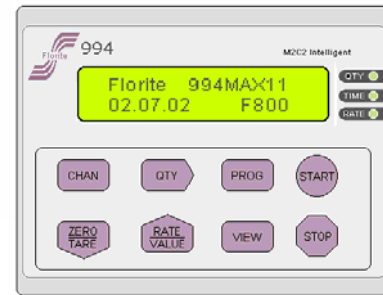 Florite
994
M2C2 Intelligent
Florite 994MAX11
02.07.02 F800
QTY
TIME
RATE
CHAN
QTY
PROG
START
ZERO
TARE
RATE
VALUE
VIEW
STOP